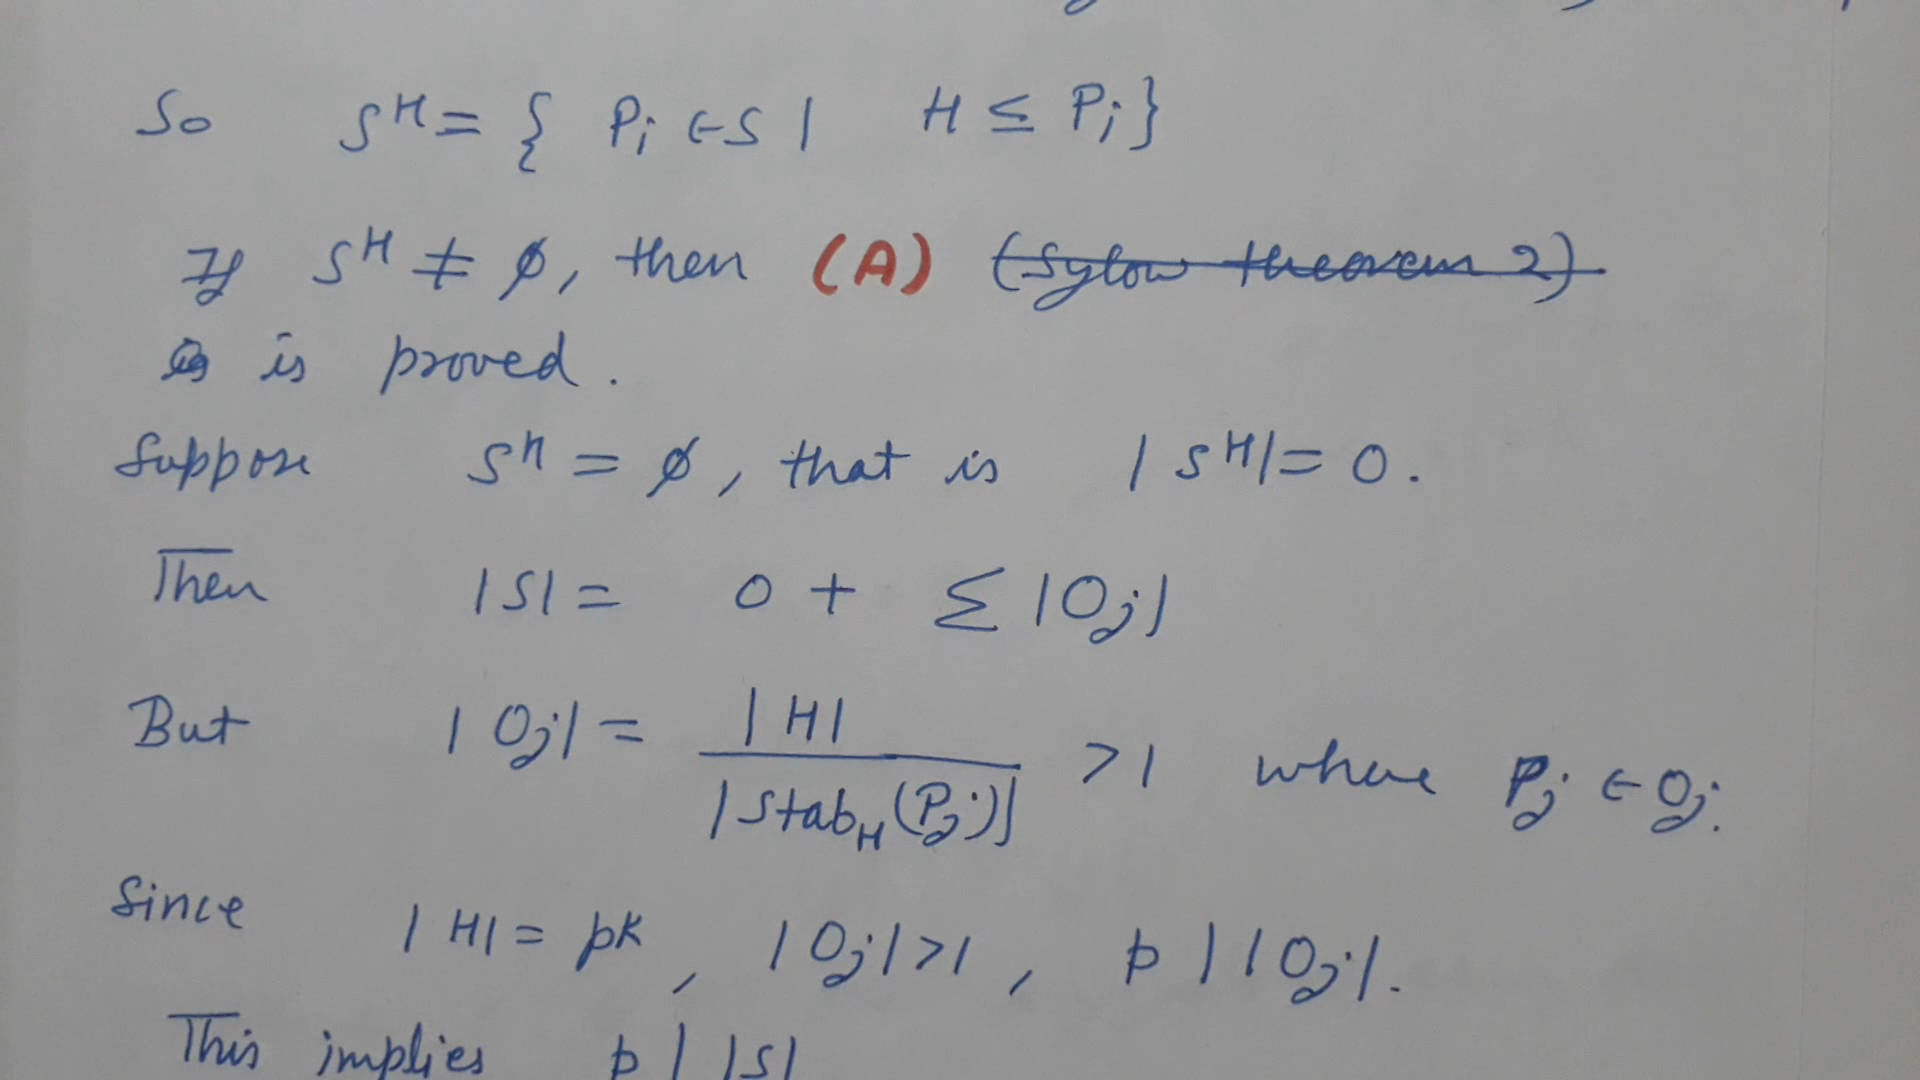 So S^H = { P_i ∈ S | H ≤ P_i }
If S^H ≠ ∅, then (A) (Sylow theorem 2)
is proved.
Suppose S^H = ∅, that is |S^H| = 0.
Then |S| = 0 + Σ |O_j|
But |O_j| = |H| / |Stab_H(P_j)| > 1 where P_j ∈ O_j.
Since |H| = p^k, |O_j| > 1, p | |O_j|.
This implies p | |S|